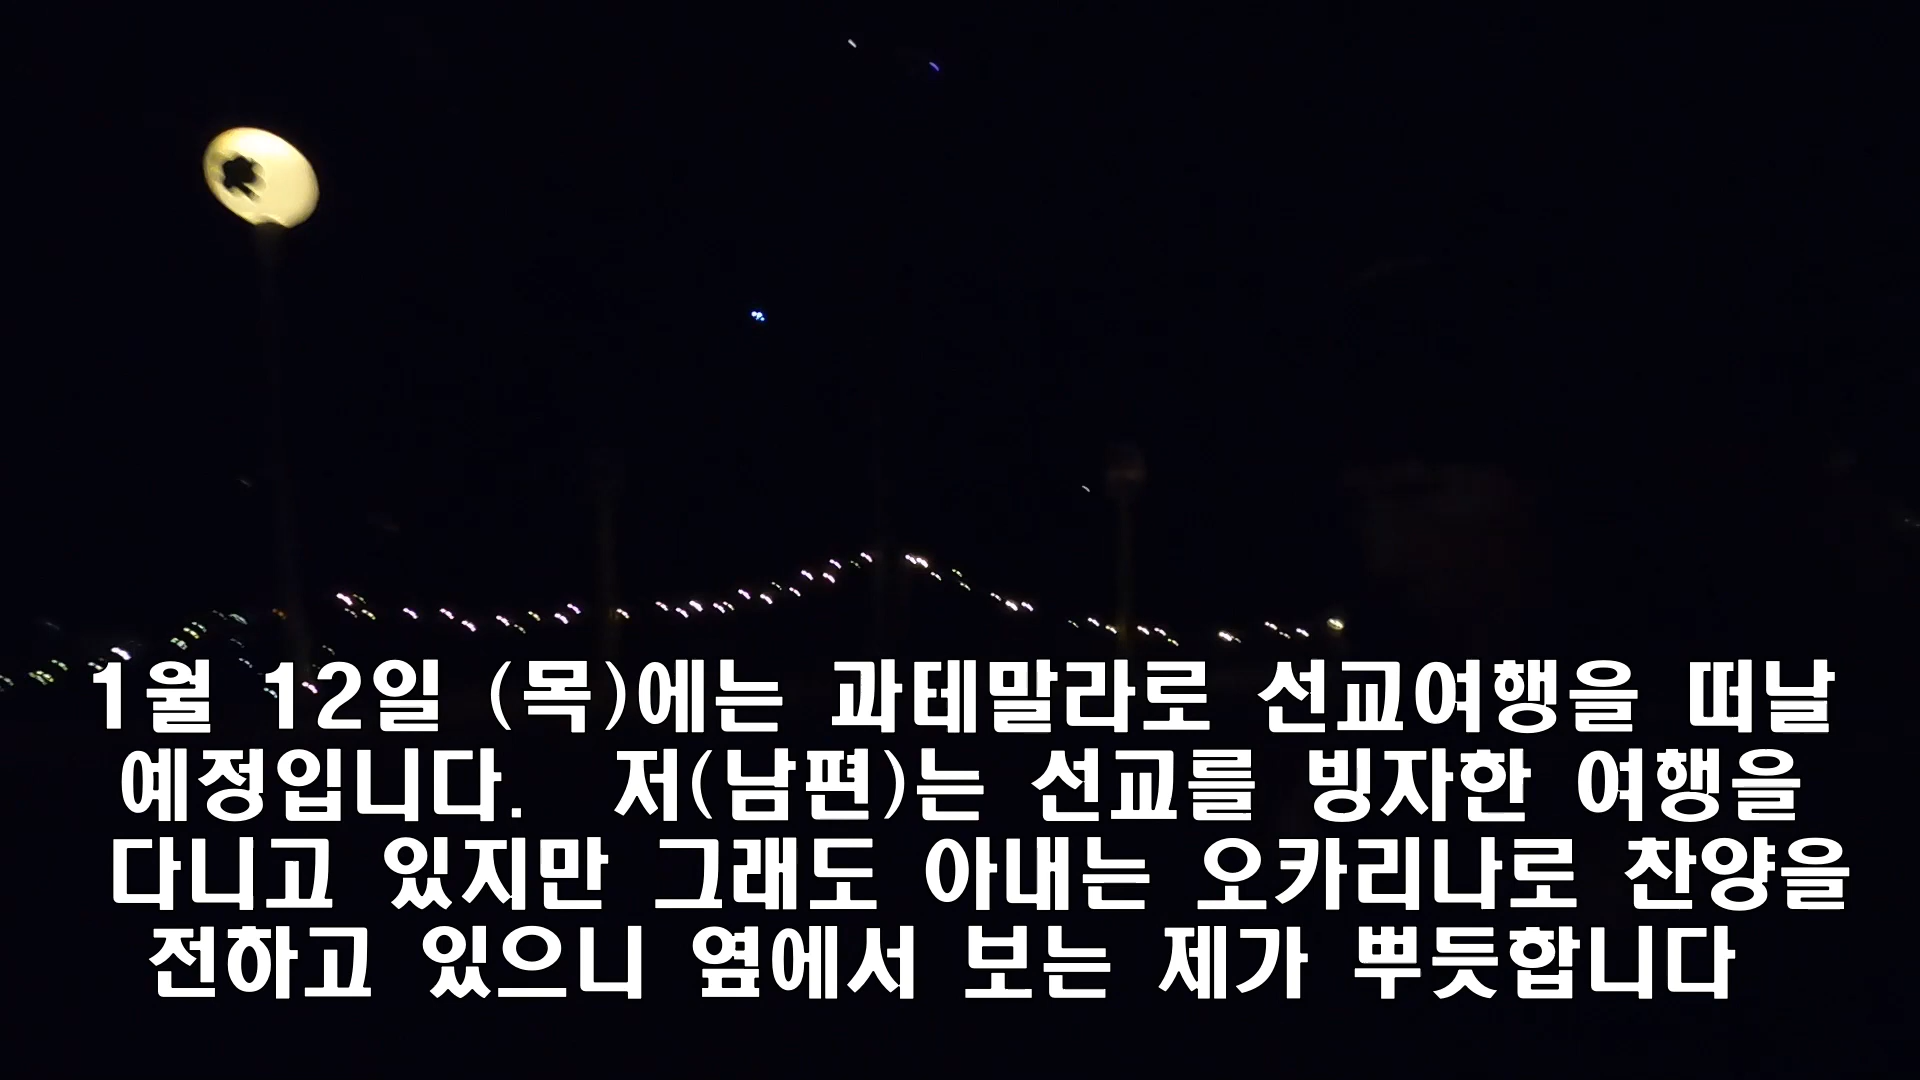 1월 12일 (목)에는 과테말라로 선교여행을 떠날
예정입니다. 저(남편)는 선교를 빙자한 여행을
다니고 있지만 그래도 아내는 오카리나로 찬양을
전하고 있으니 옆에서 보는 제가 뿌듯합니다